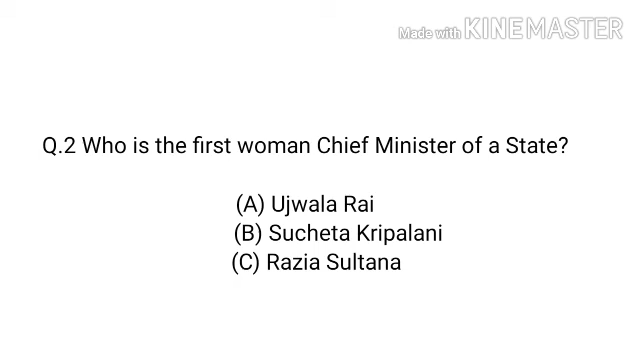 Made with KINEMASTER
Q.2 Who is the first woman Chief Minister of a State?
(A) Ujwala Rai
(B) Sucheta Kripalani
(C) Razia Sultana